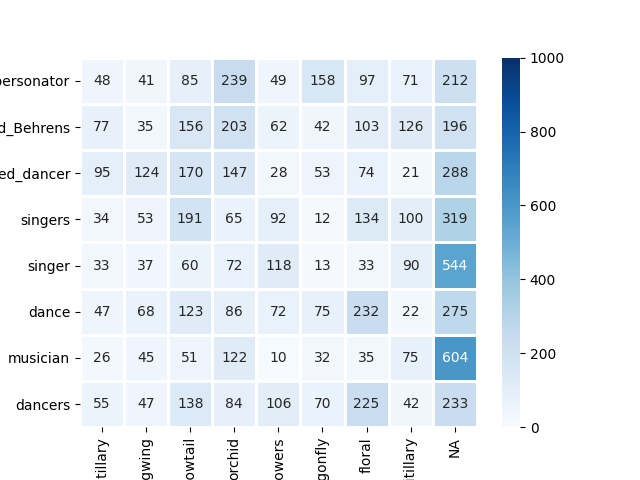 personator 48 41 85 239 49 158 97 71 212
d_Behrens 77 35 156 203 62 42 103 126 196
ed_dancer 95 124 170 147 28 53 74 21 288
singers 34 53 191 65 92 12 134 100 319
singer 33 37 60 72 118 13 33 90 544
dance 47 68 123 86 72 75 232 22 275
musician 26 45 51 122 10 32 35 75 604
dancers 55 47 138 84 106 70 225 42 233
tillary gwing owtail orchid owers gonfly floral tillary NA
1000
800
600
400
200
0